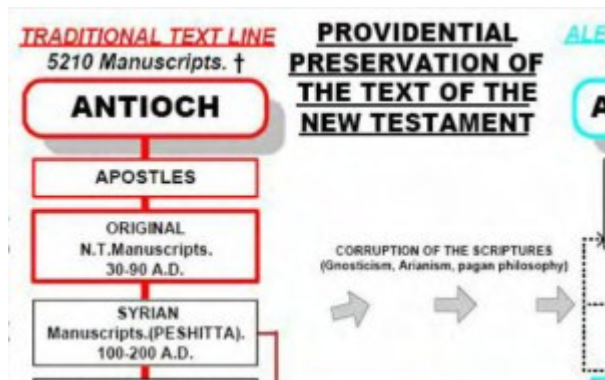 TRADITIONAL TEXT LINE
5210 Manuscripts. †
ANTIOCH
APOSTLES
ORIGINAL
N.T.Manuscripts.
30-90 A.D.
SYRIAN
Manuscripts.(PESHITTA).
100-200 A.D.
PROVIDENTIAL
PRESERVATION OF
THE TEXT OF THE
NEW TESTAMENT
CORRUPTION OF THE SCRIPTURES
(Gnosticism, Arianism, pagan philosophy)
ALE
A